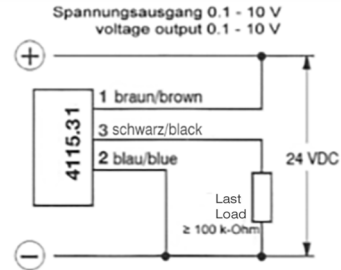 Spannungsausgang 0.1 - 10 V
voltage output 0.1 - 10 V
+
1 braun/brown
3 schwarz/black
2 blau/blue
4115.31
24 VDC
Last
Load
≥ 100 k-Ohm
−